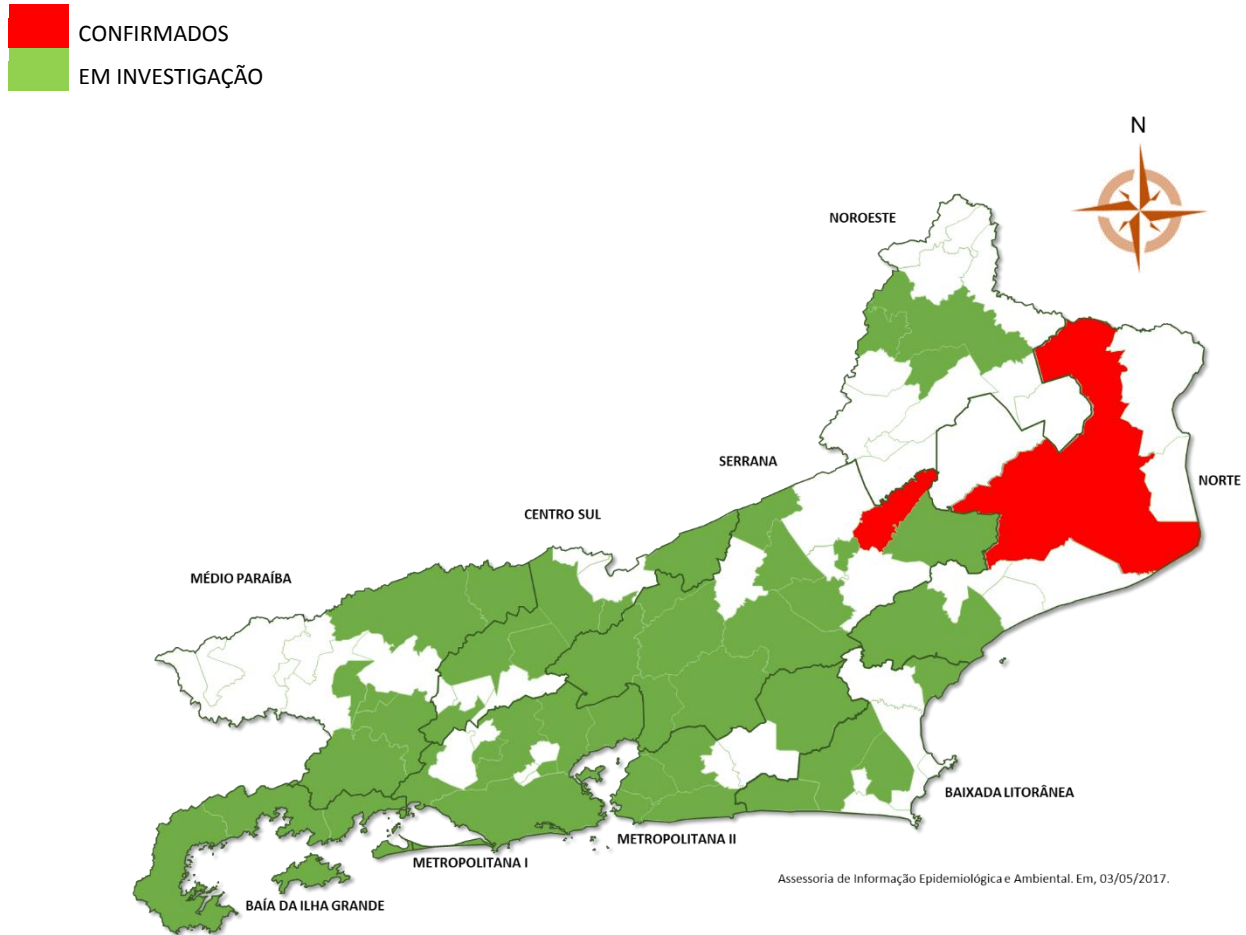 CONFIRMADOS
EM INVESTIGAÇÃO
N
NOROESTE
SERRANA
NORTE
CENTRO SUL
MÉDIO PARAÍBA
BAIXADA LITORÂNEA
METROPOLITANA II
METROPOLITANA I
Assessoria de Informação Epidemiológica e Ambiental. Em, 03/05/2017.
BAÍA DA ILHA GRANDE